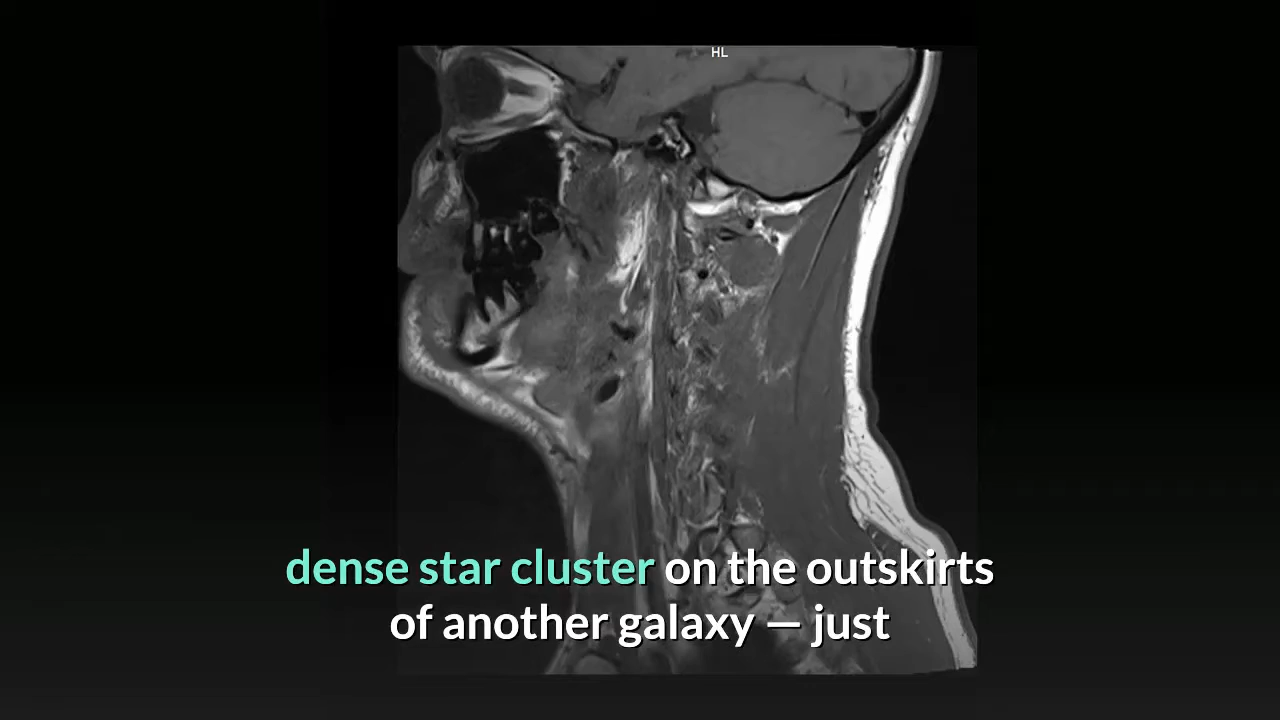 HL
dense star cluster on the outskirts
of another galaxy — just